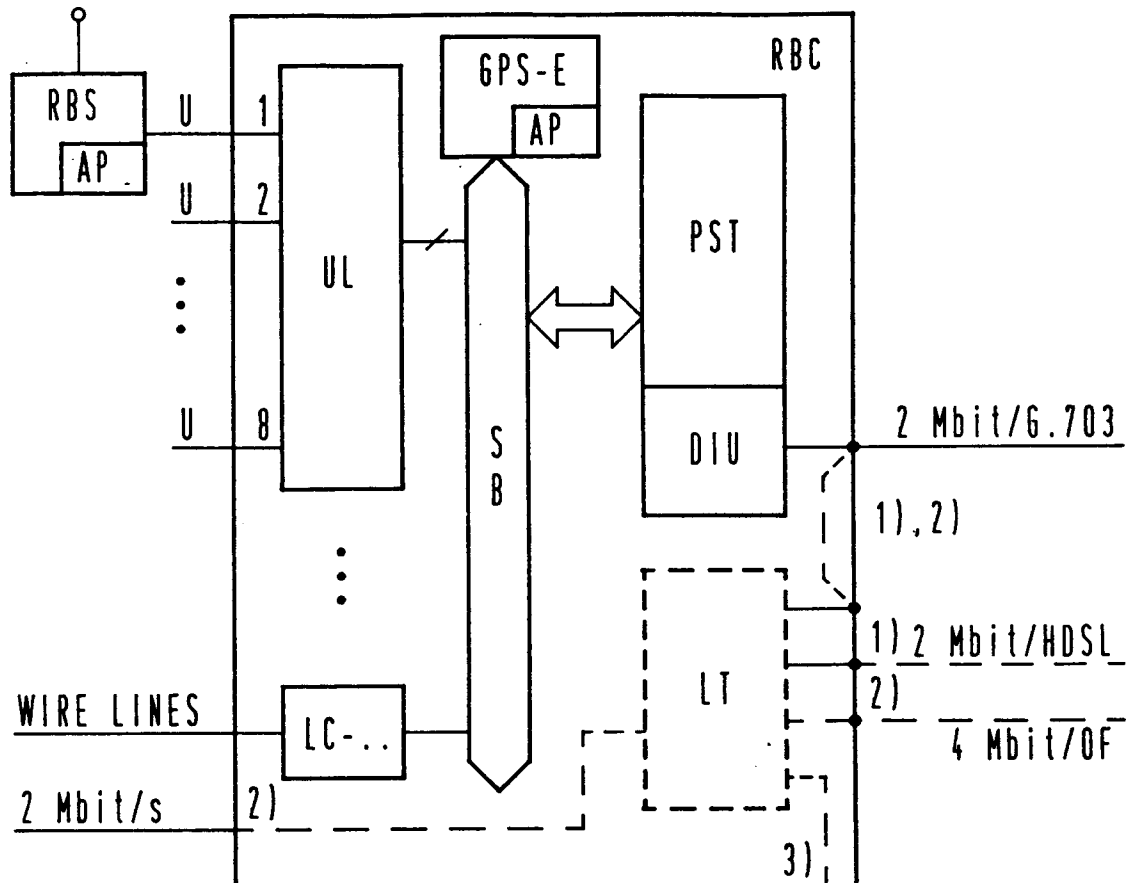 RBC
GPS-E
AP
RBS
AP
U 1
U 2
UL
PST
U 8
DIU
2 Mbit/G.703
S
B
1),2)
1) 2 Mbit/HDSL
LT
2)
4 Mbit/OF
WIRE LINES
LC-..
2 Mbit/s
2)
3)